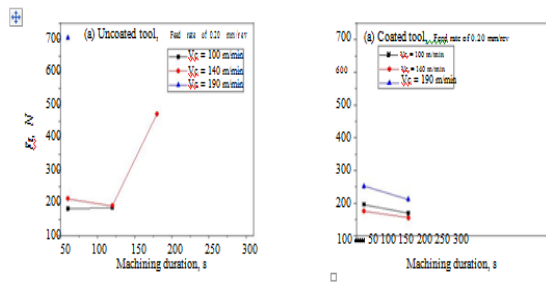 (a) Uncoated tool, Feed rate of 0.20 mm/rev
Vc = 100 m/min
Vc = 140 m/min
Vc = 190 m/min
700
600
500
450
300
200
100
50 100 150 200 250 300
Machining duration, s
(a) Coated tool, Feed rate of 0.20 mm/rev
Vc = 100 m/min
Vc = 140 m/min
Vc = 190 m/min
700
600
500
450
300
200
100
50 100 150 200 250 300
Machining duration, s